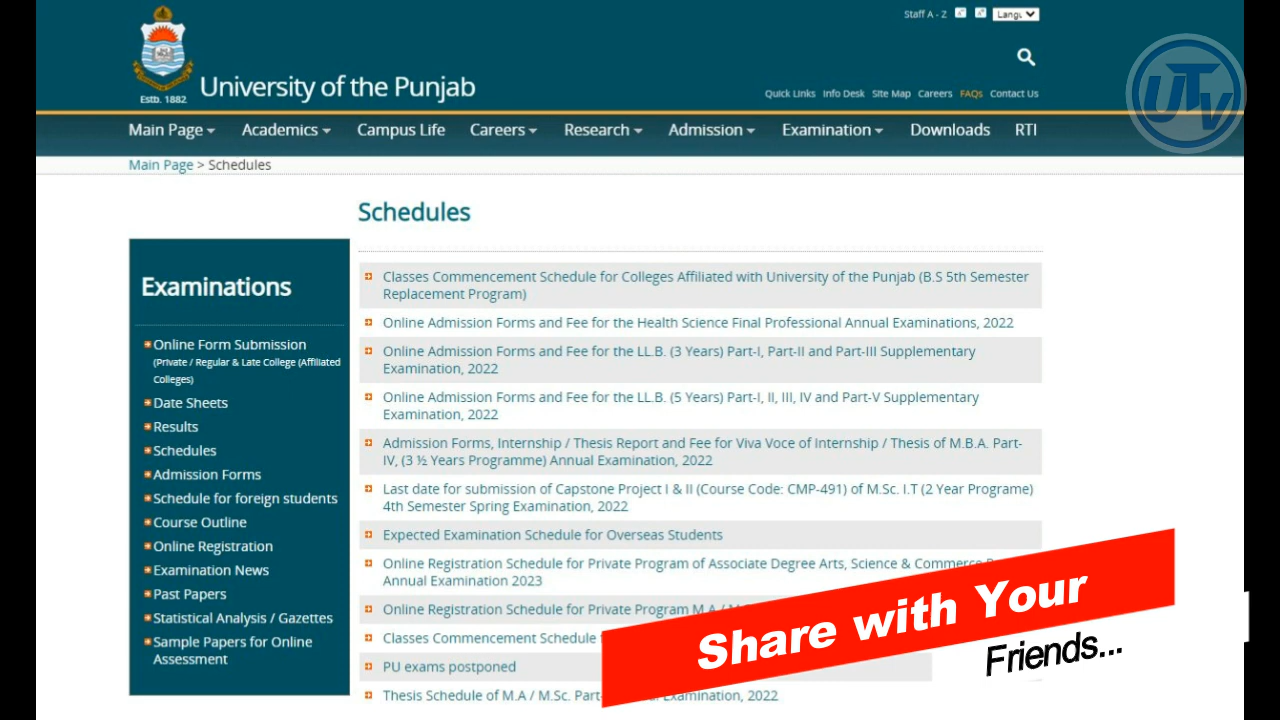 Staff A - Z
Langu
University of the Punjab
Estb. 1882
Quick Links Info Desk Site Map Careers FAQs Contact Us
UTV
Main Page Academics Campus Life Careers Research Admission Examination Downloads RTI
Main Page > Schedules
Schedules
Examinations
Online Form Submission
(Private / Regular & Late College (Affiliated
Colleges)
Date Sheets
Results
Schedules
Admission Forms
Schedule for foreign students
Course Outline
Online Registration
Examination News
Past Papers
Statistical Analysis / Gazettes
Sample Papers for Online
Assessment
Classes Commencement Schedule for Colleges Affiliated with University of the Punjab (B.S 5th Semester
Replacement Program)
Online Admission Forms and Fee for the Health Science Final Professional Annual Examinations, 2022
Online Admission Forms and Fee for the LL.B. (3 Years) Part-I, Part-II and Part-III Supplementary
Examination, 2022
Online Admission Forms and Fee for the LL.B. (5 Years) Part-I, II, III, IV and Part-V Supplementary
Examination, 2022
Admission Forms, Internship / Thesis Report and Fee for Viva Voce of Internship / Thesis of M.B.A. Part-
IV, (3 ½ Years Programme) Annual Examination, 2022
Last date for submission of Capstone Project I & II (Course Code: CMP-491) of M.Sc. I.T (2 Year Programe)
4th Semester Spring Examination, 2022
Expected Examination Schedule for Overseas Students
Online Registration Schedule for Private Program of Associate Degree Arts, Science & Commerce
Annual Examination 2023
Online Registration Schedule for Private Program M.A /
Classes Commencement Schedule
PU exams postponed
Thesis Schedule of M.A / M.Sc. Part- Examination, 2022
Share with Your
Friends...